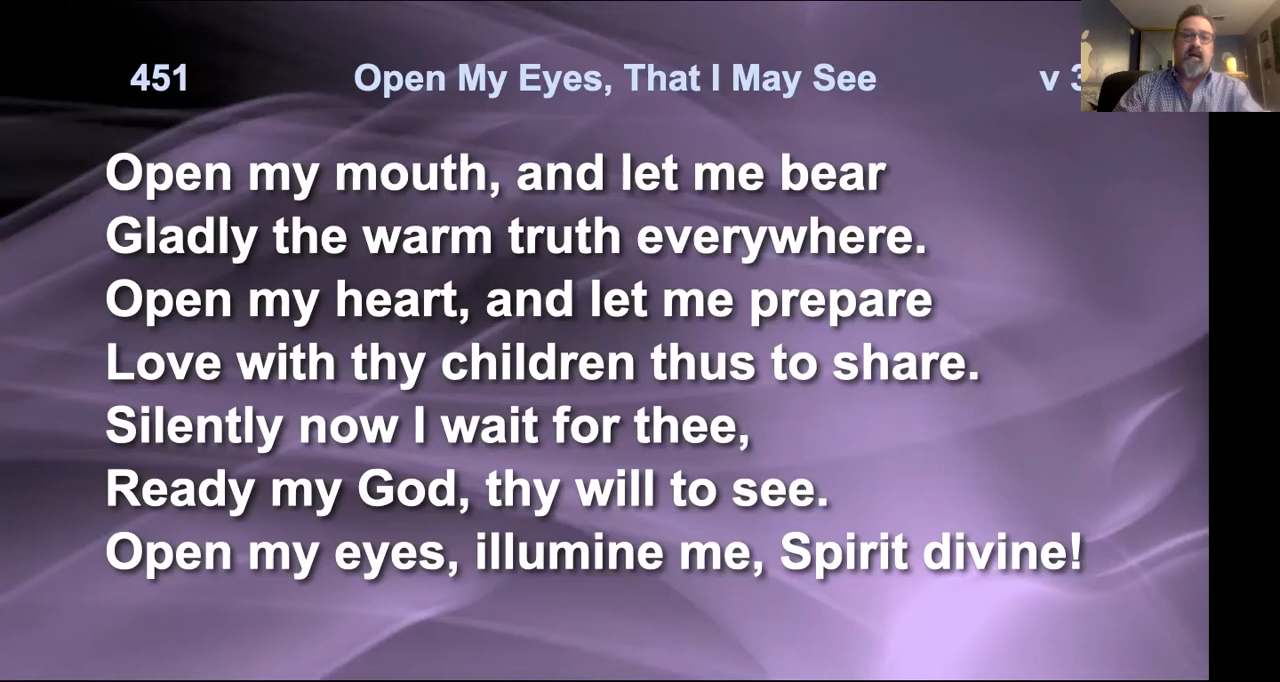 451 Open My Eyes, That I May See v 3
Open my mouth, and let me bear
Gladly the warm truth everywhere.
Open my heart, and let me prepare
Love with thy children thus to share.
Silently now I wait for thee,
Ready my God, thy will to see.
Open my eyes, illumine me, Spirit divine!